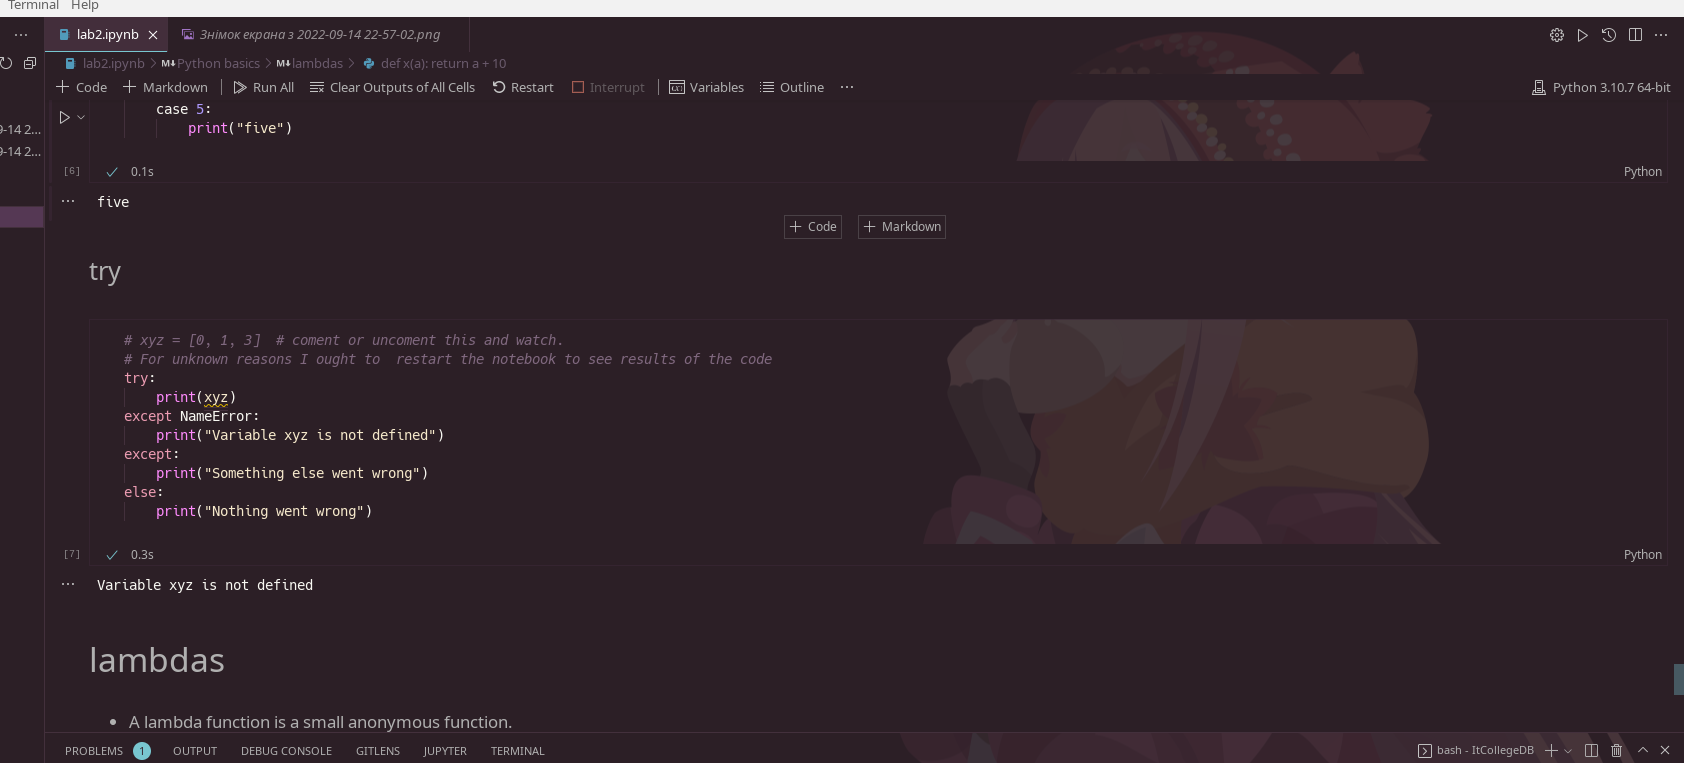 Terminal Help
lab2.ipynb Знімок екрана з 2022-09-14 22-57-02.png
lab2.ipynb > M↓Python basics > M↓lambdas > def x(a): return a + 10
+ Code + Markdown Run All Clear Outputs of All Cells Restart Interrupt Variables Outline ... Python 3.10.7 64-bit
case 5:
print("five")
9-14 2...
9-14 2...
[6] 0.1s Python
... five
+ Code + Markdown
try
# xyz = [0, 1, 3]  # coment or uncoment this and watch.
# For unknown reasons I ought to  restart the notebook to see results of the code
try:
print(xyz)
except NameError:
print("Variable xyz is not defined")
except:
print("Something else went wrong")
else:
print("Nothing went wrong")
[7] 0.3s Python
... Variable xyz is not defined
lambdas
• A lambda function is a small anonymous function.
PROBLEMS 1 OUTPUT DEBUG CONSOLE GITLENS JUPYTER TERMINAL bash - ItCollegeDB